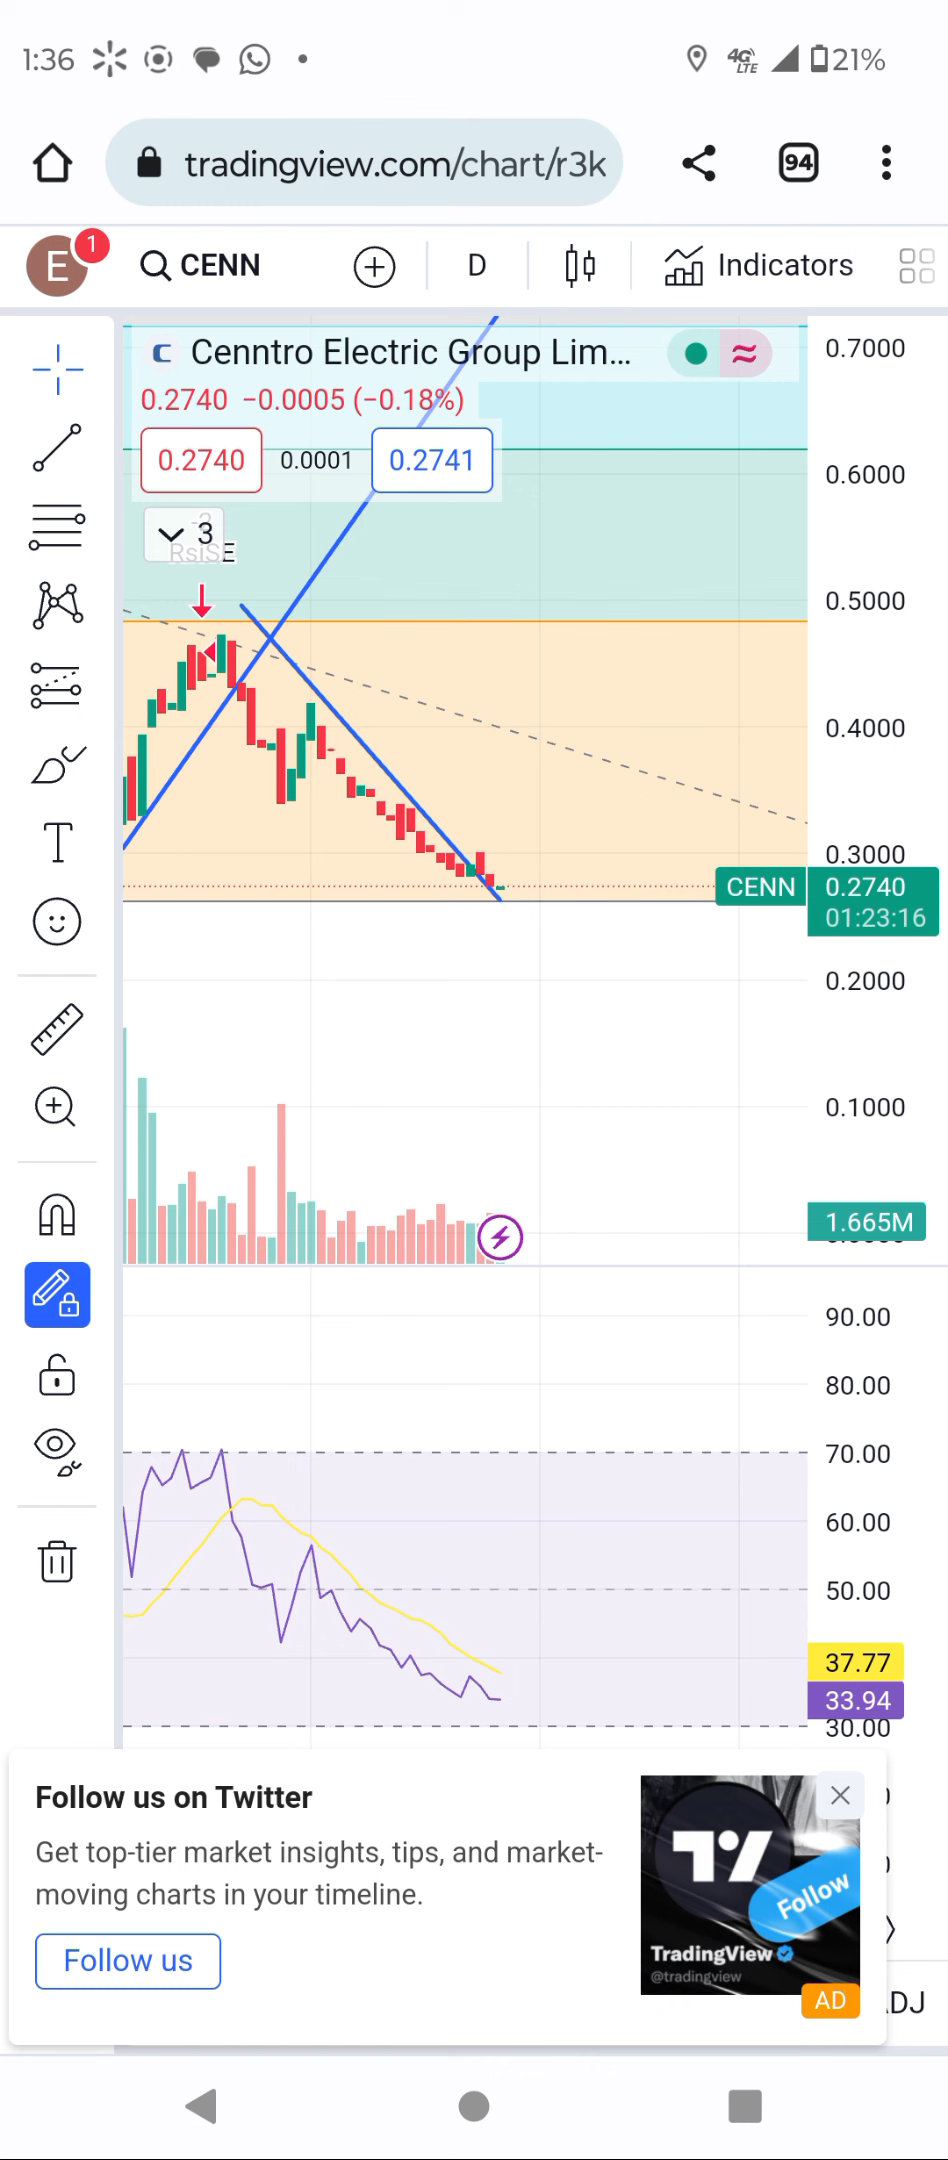 1:36 4G LTE 21%
tradingview.com/chart/r3k 94
E 1 CENN D Indicators
Cenntro Electric Group Lim...
0.2740 −0.0005 (−0.18%)
0.2740 0.0001 0.2741
3
RsiSE
0.7000
0.6000
0.5000
0.4000
0.3000
CENN 0.2740
01:23:16
0.2000
0.1000
1.665M
90.00
80.00
70.00
60.00
50.00
37.77
33.94
30.00
Follow us on Twitter
Get top-tier market insights, tips, and market-
moving charts in your timeline.
Follow us
Follow
TradingView
@tradingview
AD
ADJ